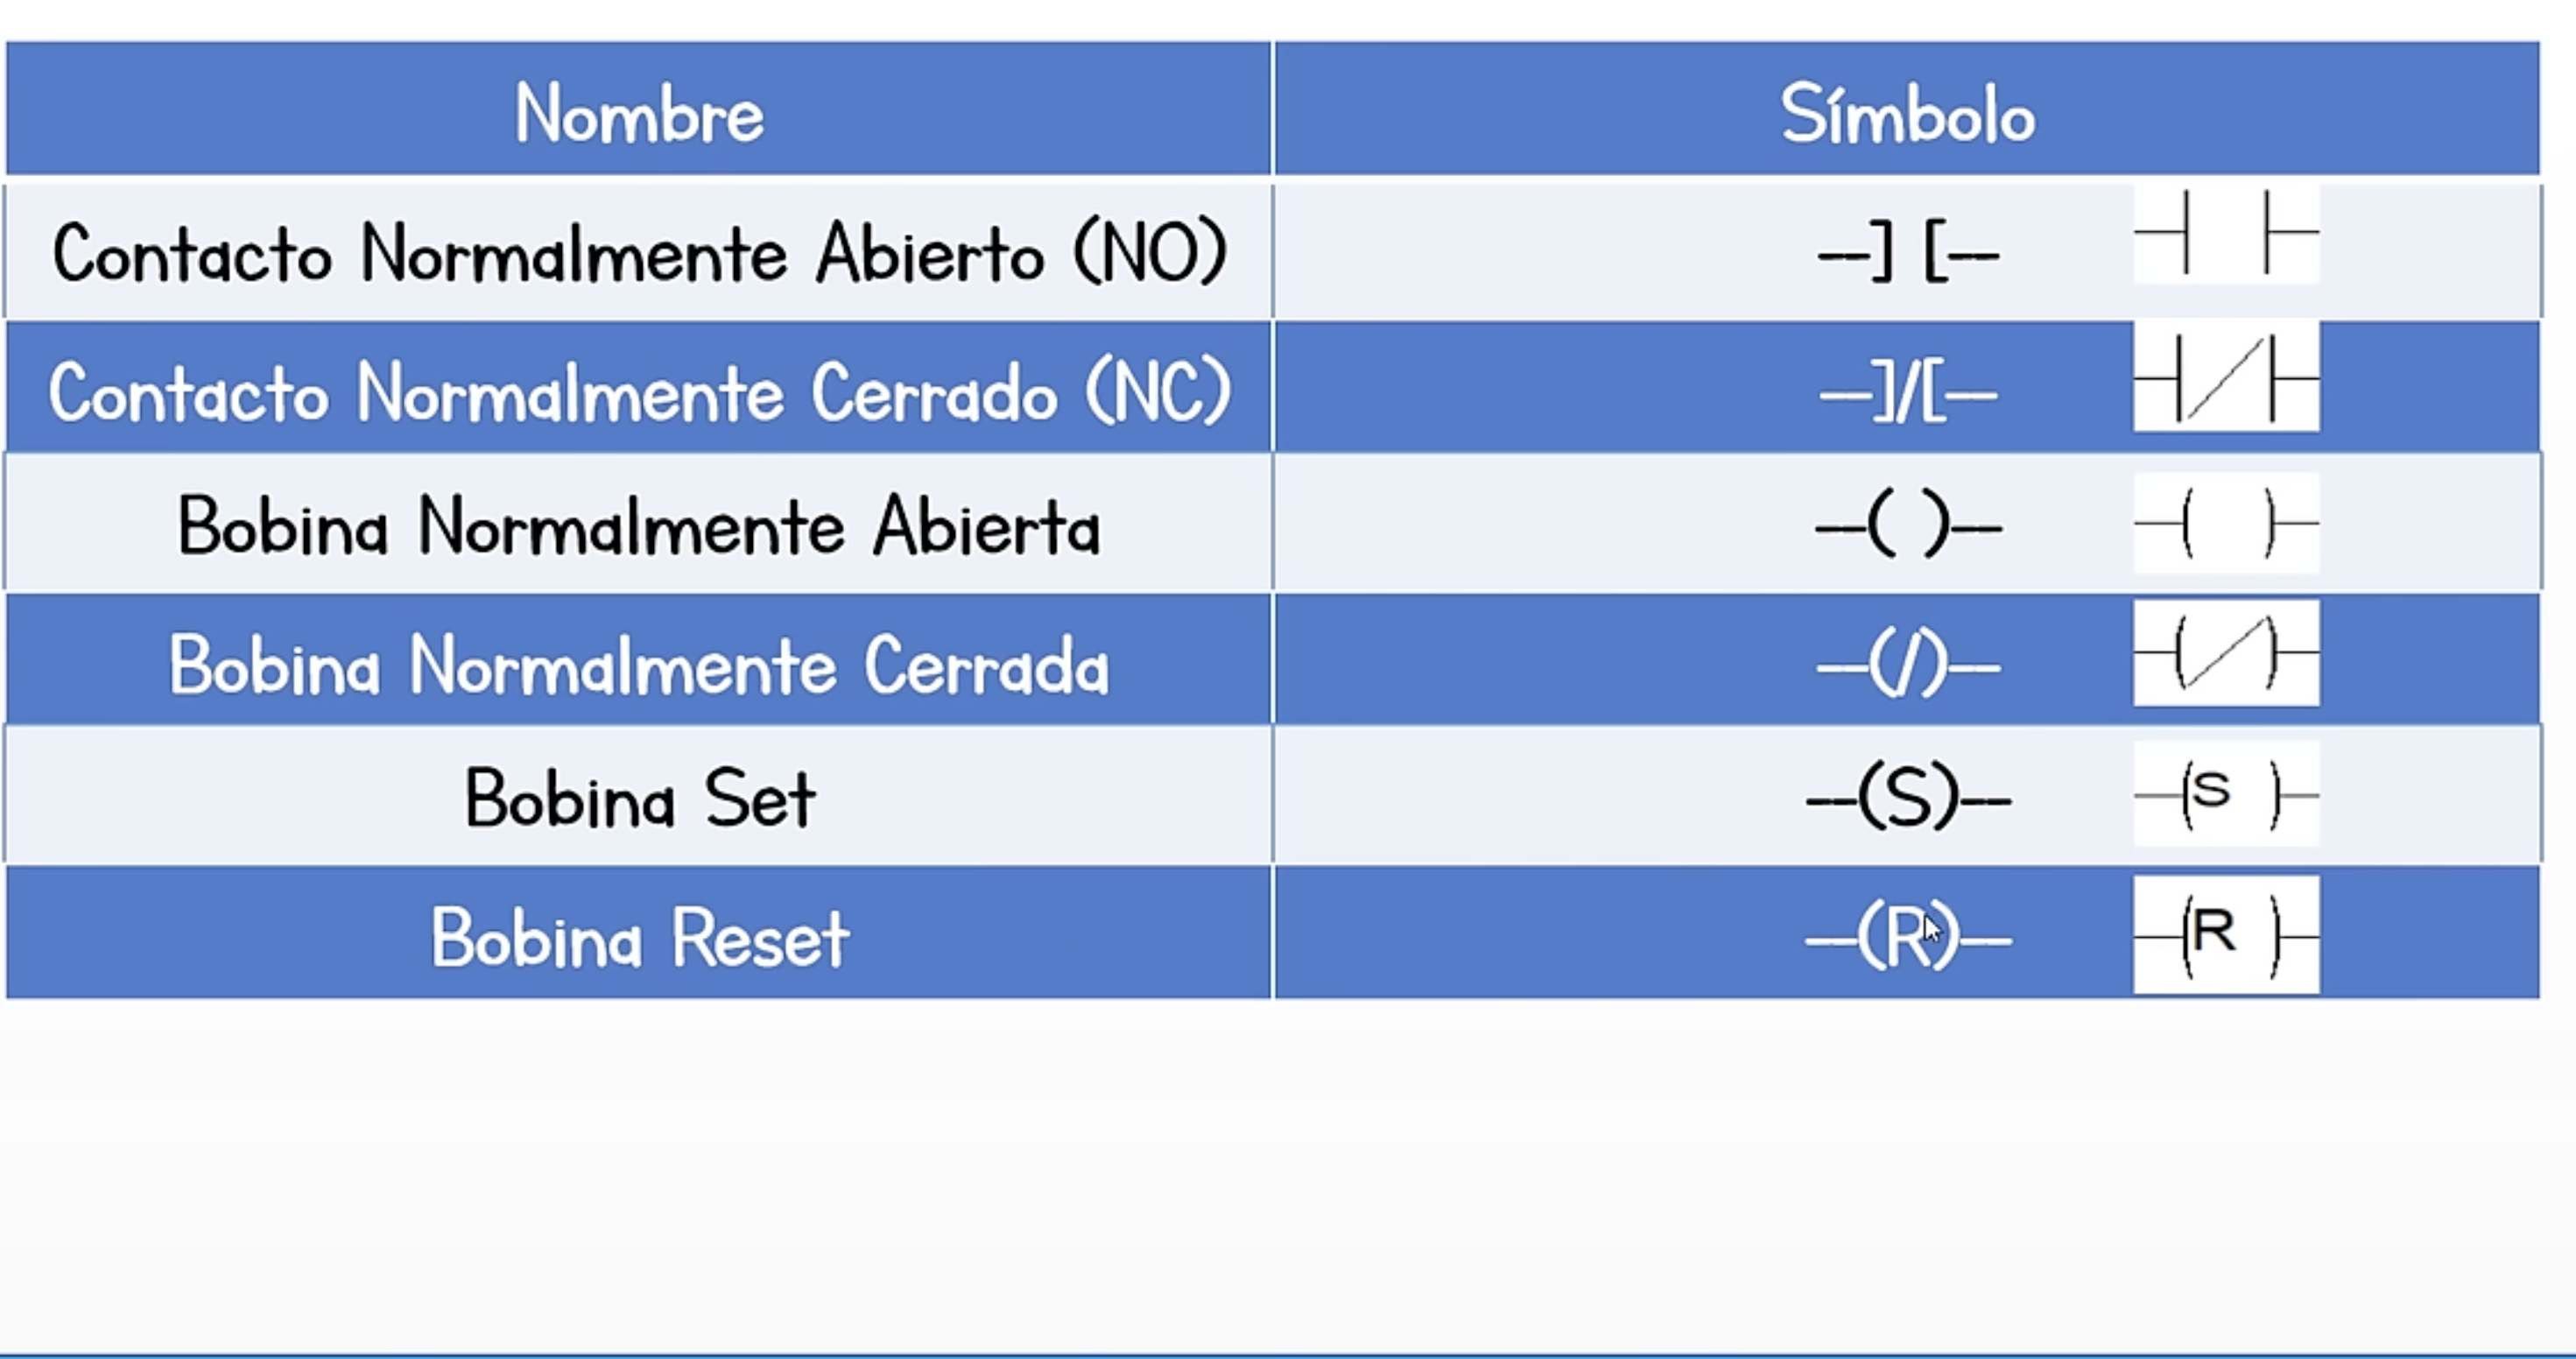 Nombre Símbolo
Contacto Normalmente Abierto (NO) --] [--
Contacto Normalmente Cerrado (NC) —]/[—
Bobina Normalmente Abierta --( )--
Bobina Normalmente Cerrada —(/)—
Bobina Set --(S)-- S
Bobina Reset —(R)— R